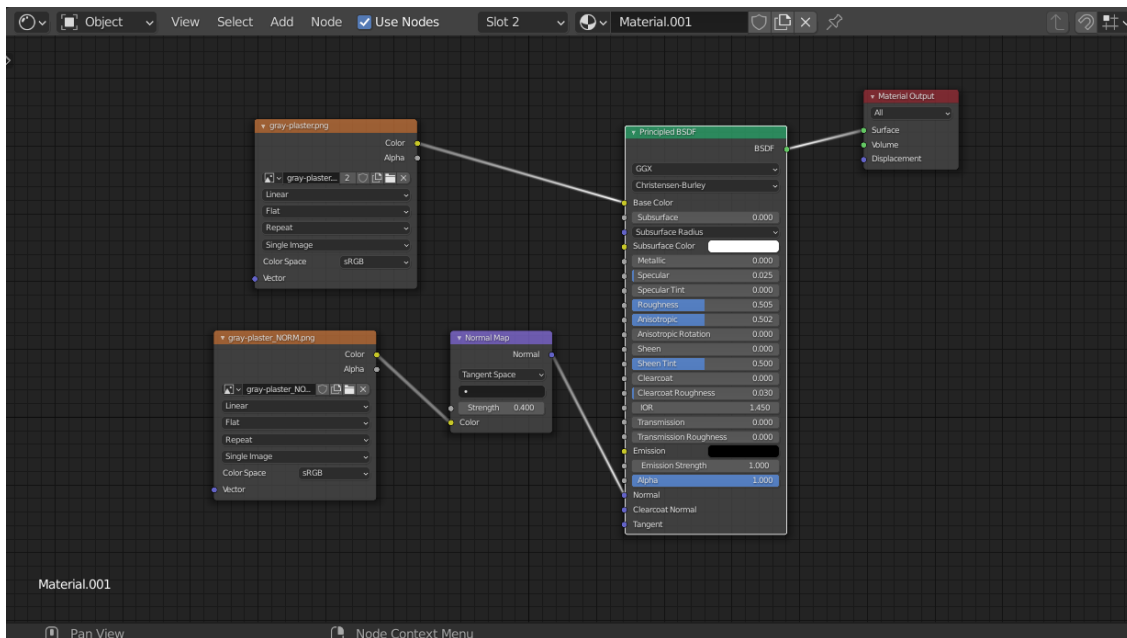 Object View Select Add Node Use Nodes Slot 2 Material.001
Material Output
All
Surface
Volume
Displacement
gray-plaster.png
Color
Alpha
gray-plaster... 2
Linear
Flat
Repeat
Single Image
Color Space sRGB
Vector
Principled BSDF
BSDF
GGX
Christensen-Burley
Base Color
Subsurface 0.000
Subsurface Radius
Subsurface Color
Metallic 0.000
Specular 0.025
Specular Tint 0.000
Roughness 0.505
Anisotropic 0.502
Anisotropic Rotation 0.000
Sheen 0.000
Sheen Tint 0.500
Clearcoat 0.000
Clearcoat Roughness 0.030
IOR 1.450
Transmission 0.000
Transmission Roughness 0.000
Emission
Emission Strength 1.000
Alpha 1.000
Normal
Clearcoat Normal
Tangent
gray-plaster_NORM.png
Color
Alpha
gray-plaster_NO...
Linear
Flat
Repeat
Single Image
Color Space sRGB
Vector
Normal Map
Normal
Tangent Space
Strength 0.400
Color
Material.001
Pan View Node Context Menu